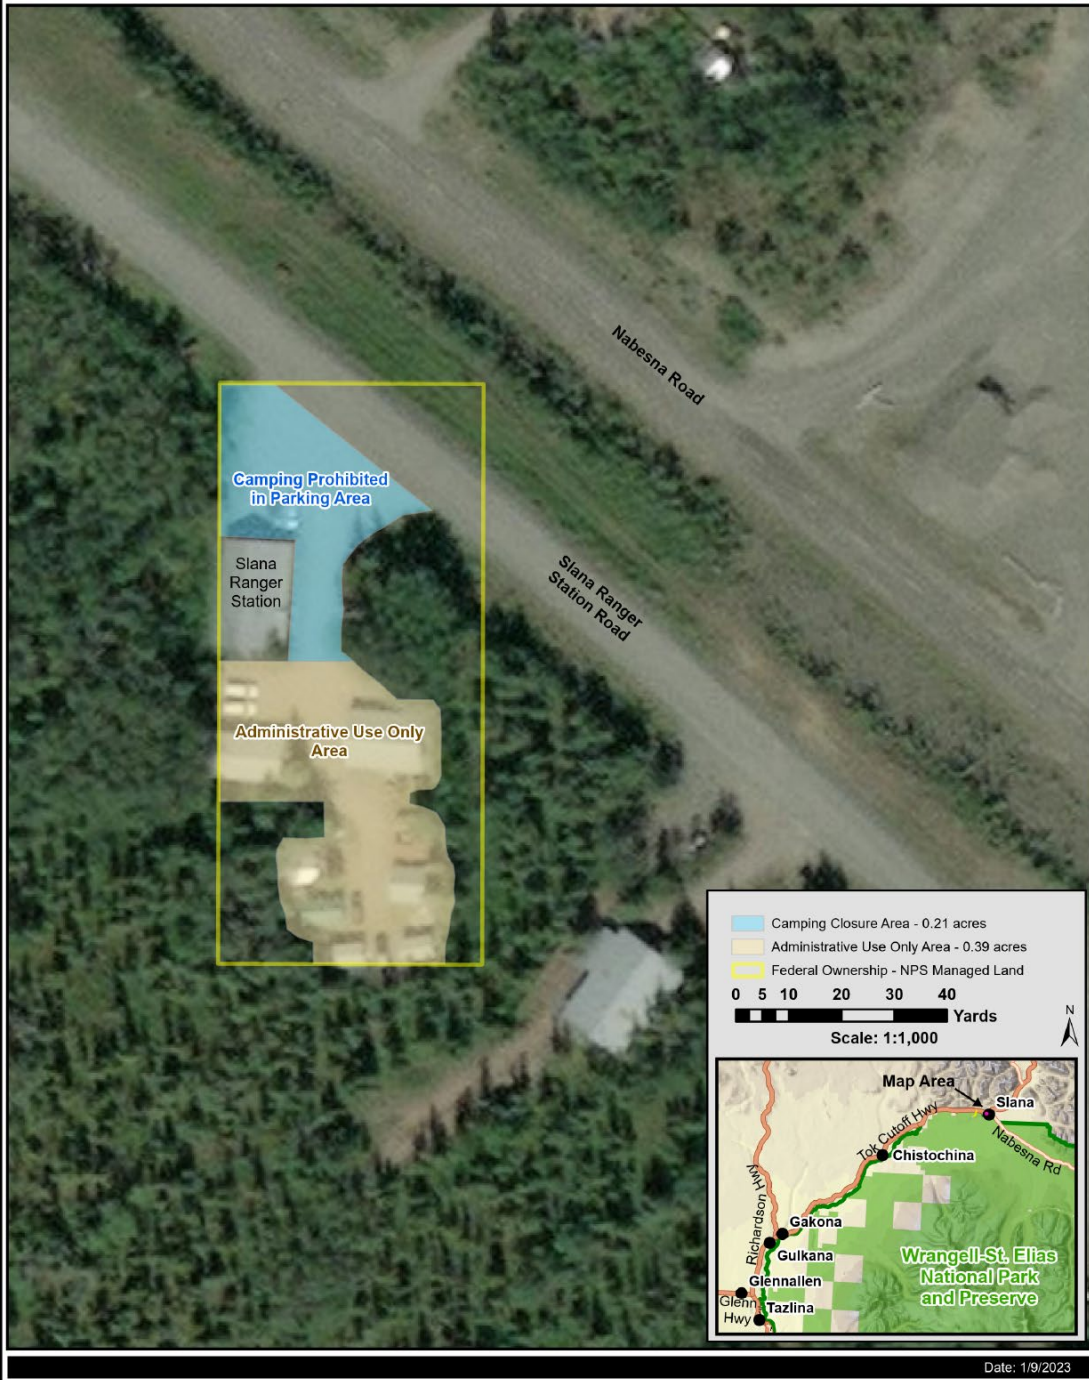 Nabesna Road
Camping Prohibited
in Parking Area
Slana
Ranger
Station
Slana Ranger
Station Road
Administrative Use Only
Area
Camping Closure Area - 0.21 acres
Administrative Use Only Area - 0.39 acres
Federal Ownership - NPS Managed Land
0 5 10 20 30 40
Yards
Scale: 1:1,000
N
Map Area
Slana
Tok Cutoff Hwy
Nabesna Rd
Chistochina
Richardson Hwy
Gakona
Gulkana
Wrangell-St. Elias
National Park
and Preserve
Glennallen
Glenn
Hwy
Tazlina
Date: 1/9/2023